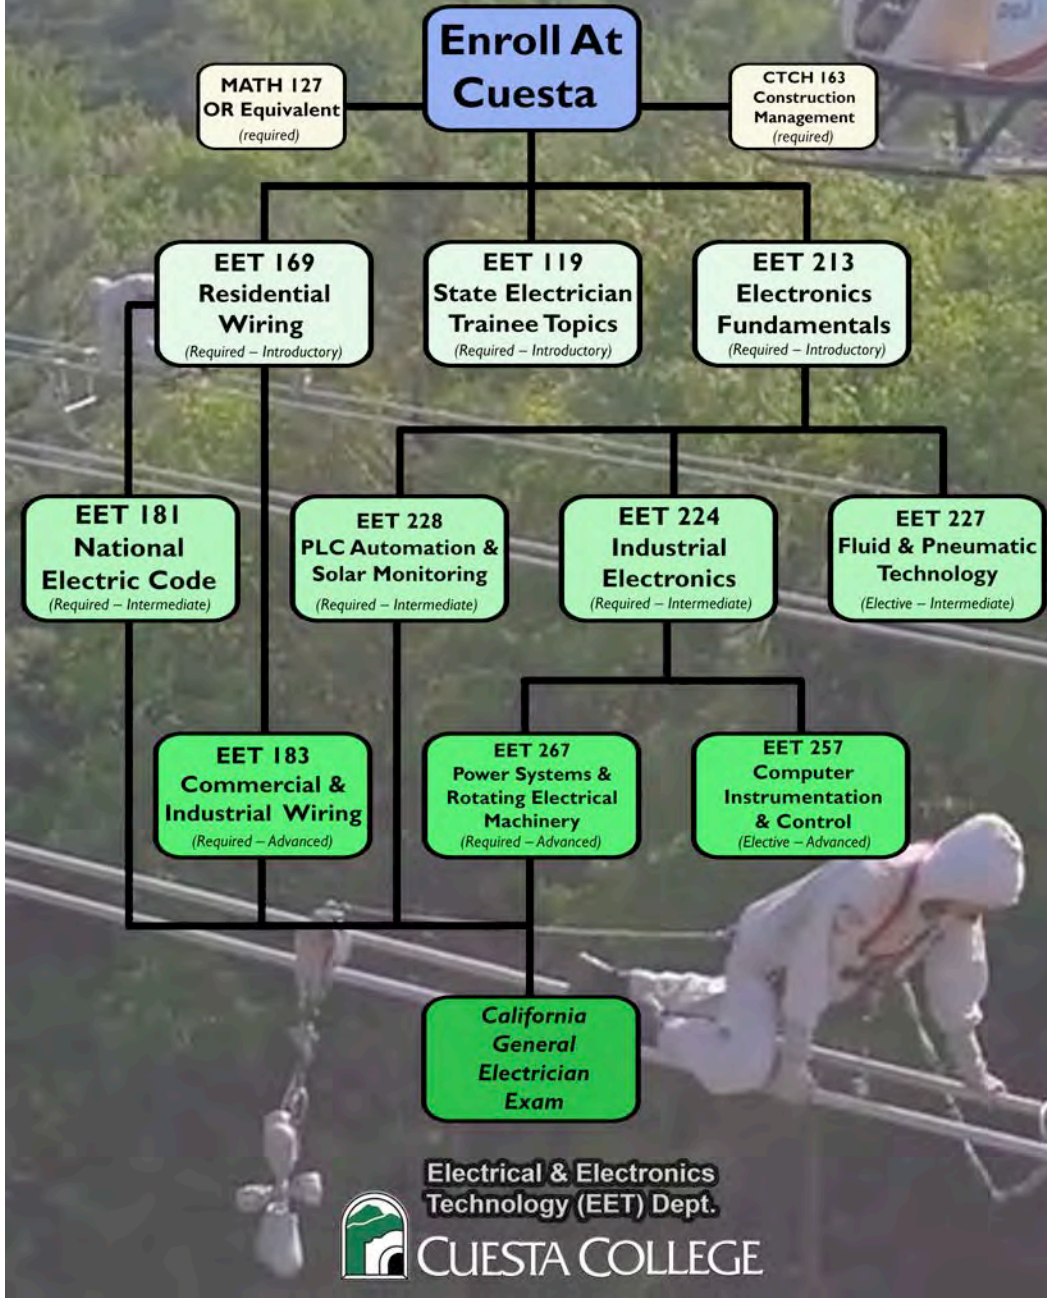 Enroll At
Cuesta
MATH 127
OR Equivalent
(required)
CTCH 163
Construction
Management
(required)
EET 169
Residential
Wiring
(Required – Introductory)
EET 119
State Electrician
Trainee Topics
(Required – Introductory)
EET 213
Electronics
Fundamentals
(Required – Introductory)
EET 181
National
Electric Code
(Required – Intermediate)
EET 228
PLC Automation &
Solar Monitoring
(Required – Intermediate)
EET 224
Industrial
Electronics
(Required – Intermediate)
EET 227
Fluid & Pneumatic
Technology
(Elective – Intermediate)
EET 183
Commercial &
Industrial Wiring
(Required – Advanced)
EET 267
Power Systems &
Rotating Electrical
Machinery
(Required – Advanced)
EET 257
Computer
Instrumentation
& Control
(Elective – Advanced)
California
General
Electrician
Exam
Electrical & Electronics
Technology (EET) Dept.
CUESTA COLLEGE